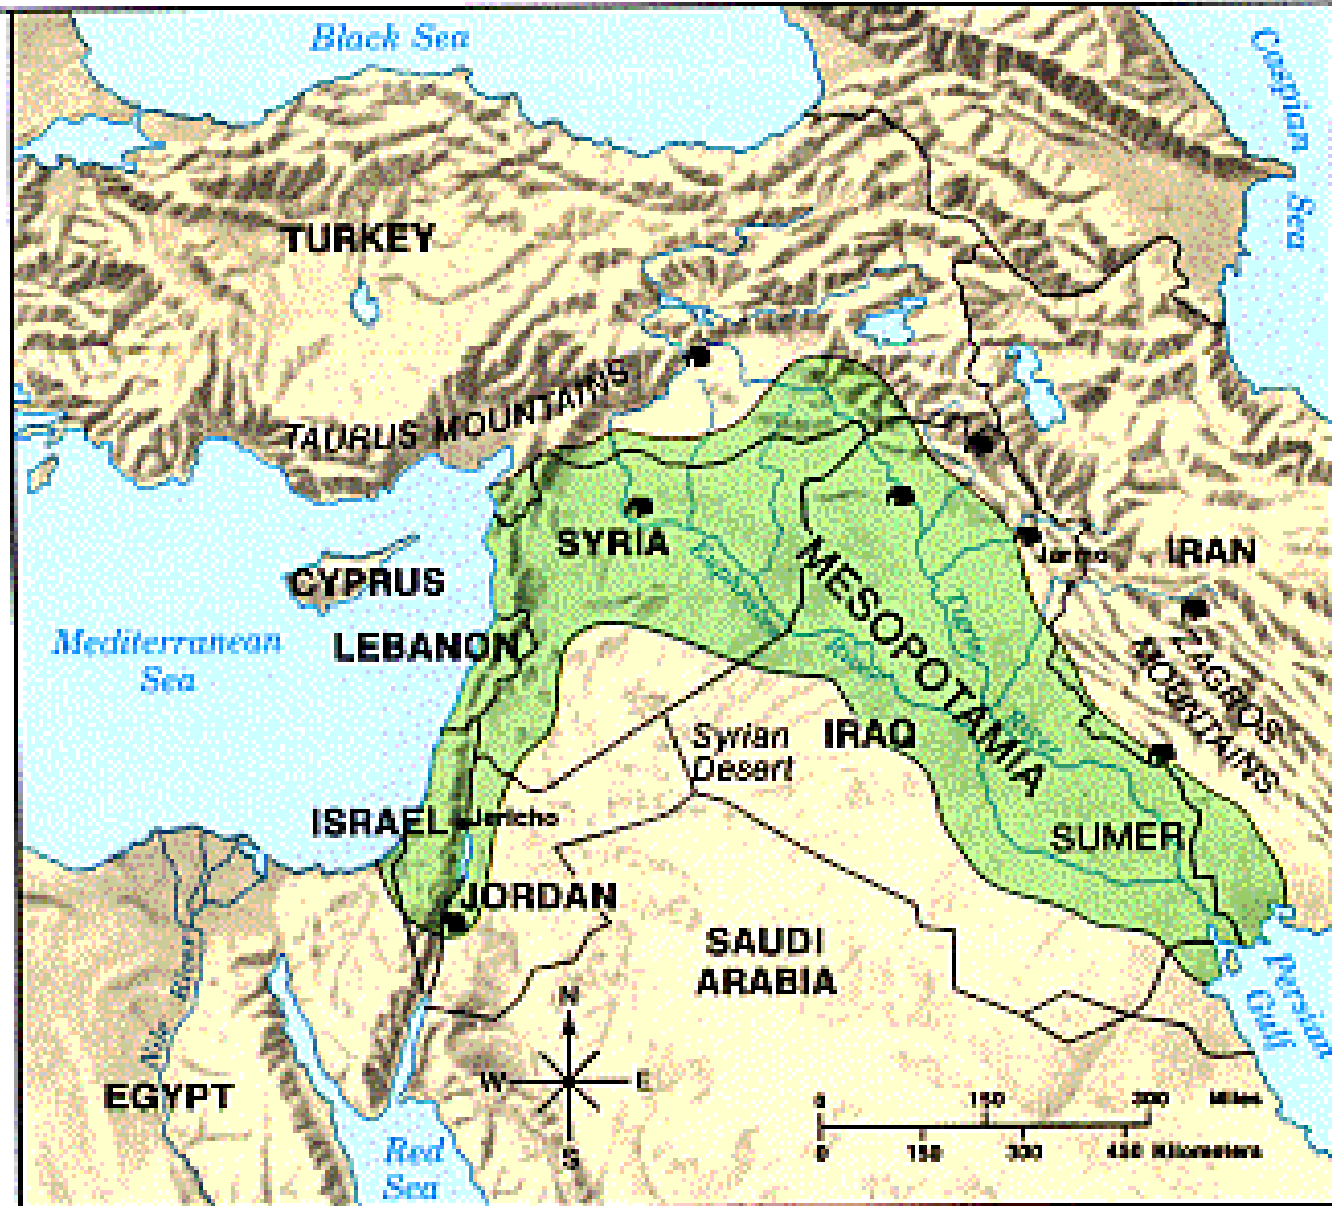 Black Sea
Caspian
Sea
TURKEY
TAURUS MOUNTAINS
SYRIA
CYPRUS
LEBANON
Mediterranean
Sea
MESOPOTAMIA
Jarmo
IRAN
ZAGROS
MOUNTAINS
Tigris
River
Syrian
Desert
IRAQ
ISRAEL
Jericho
SUMER
JORDAN
SAUDI
ARABIA
Nile River
Persian
Gulf
EGYPT
Red
Sea
N
W E
S
0 150 300 Miles
0 150 300 450 Kilometers